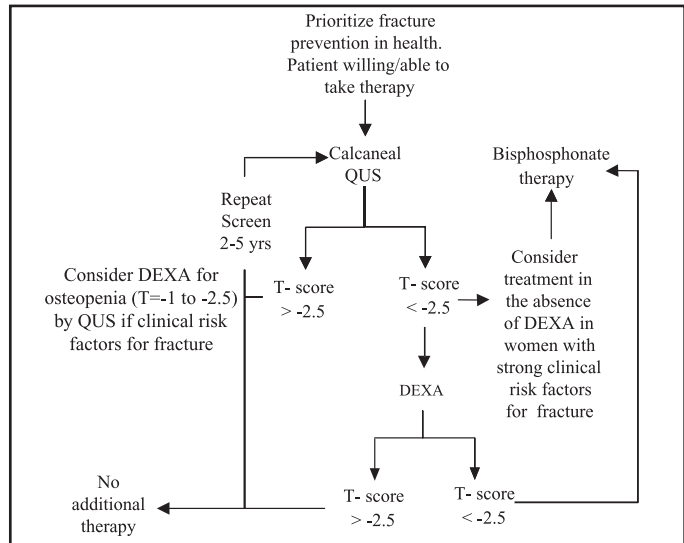 Prioritize fracture
prevention in health.
Patient willing/able to
take therapy
Calcaneal
QUS
Bisphosphonate
therapy
Repeat
Screen
2-5 yrs
Consider DEXA for
osteopenia (T=-1 to -2.5)
by QUS if clinical risk
factors for fracture
T- score
> -2.5
T- score
< -2.5
Consider
treatment in
the absence
of DEXA in
women with
strong clinical
risk factors
for fracture
DEXA
No
additional
therapy
T- score
> -2.5
T- score
< -2.5